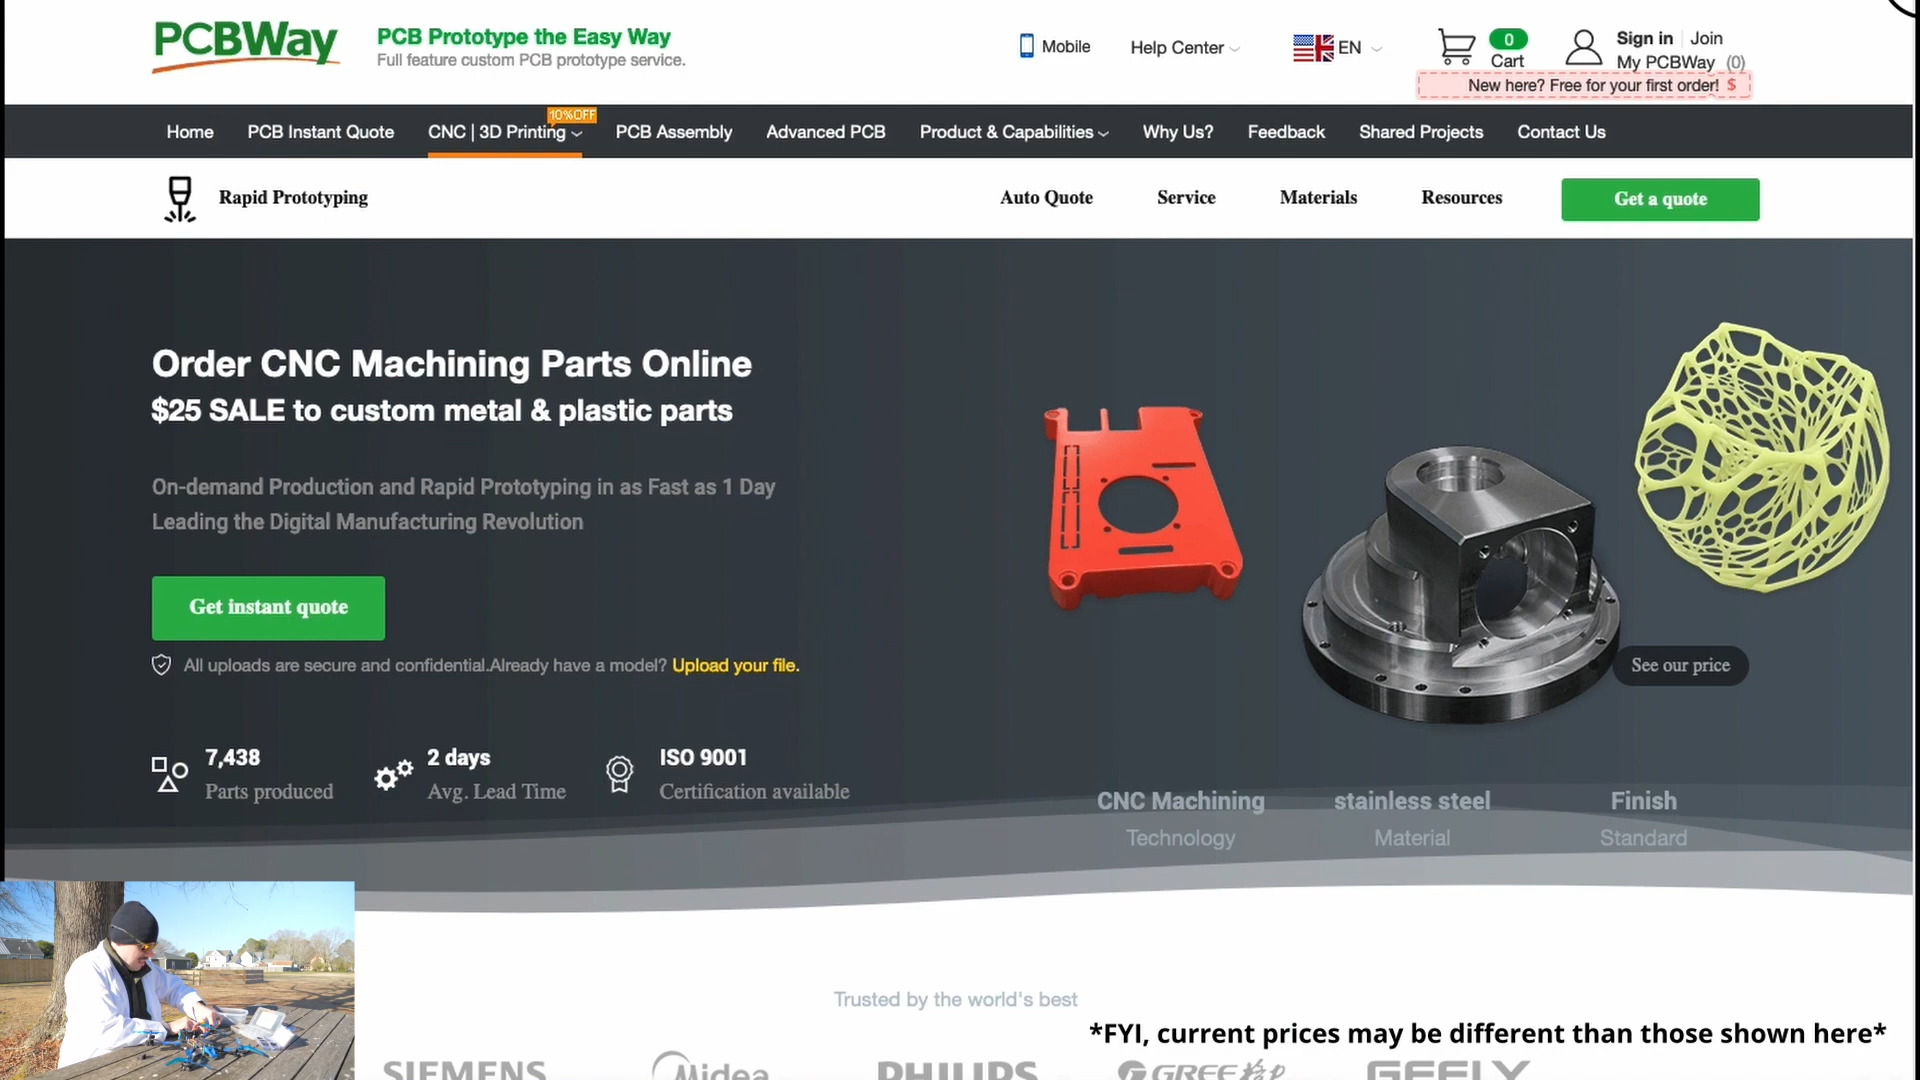 PCBWay
PCB Prototype the Easy Way
Full feature custom PCB prototype service.
Mobile
Help Center
EN
0
Cart
Sign in
Join
My PCBWay (0)
New here? Free for your first order! $
10%OFF
Home
PCB Instant Quote
CNC | 3D Printing
PCB Assembly
Advanced PCB
Product & Capabilities
Why Us?
Feedback
Shared Projects
Contact Us
Rapid Prototyping
Auto Quote
Service
Materials
Resources
Get a quote
Order CNC Machining Parts Online
$25 SALE to custom metal & plastic parts
On-demand Production and Rapid Prototyping in as Fast as 1 Day
Leading the Digital Manufacturing Revolution
Get instant quote
All uploads are secure and confidential.Already have a model? Upload your file.
See our price
7,438
Parts produced
2 days
Avg. Lead Time
ISO 9001
Certification available
CNC Machining
Technology
stainless steel
Material
Finish
Standard
Trusted by the world's best
*FYI, current prices may be different than those shown here*
SIEMENS
Midea
PHILIPS
GREE格力
GEELY